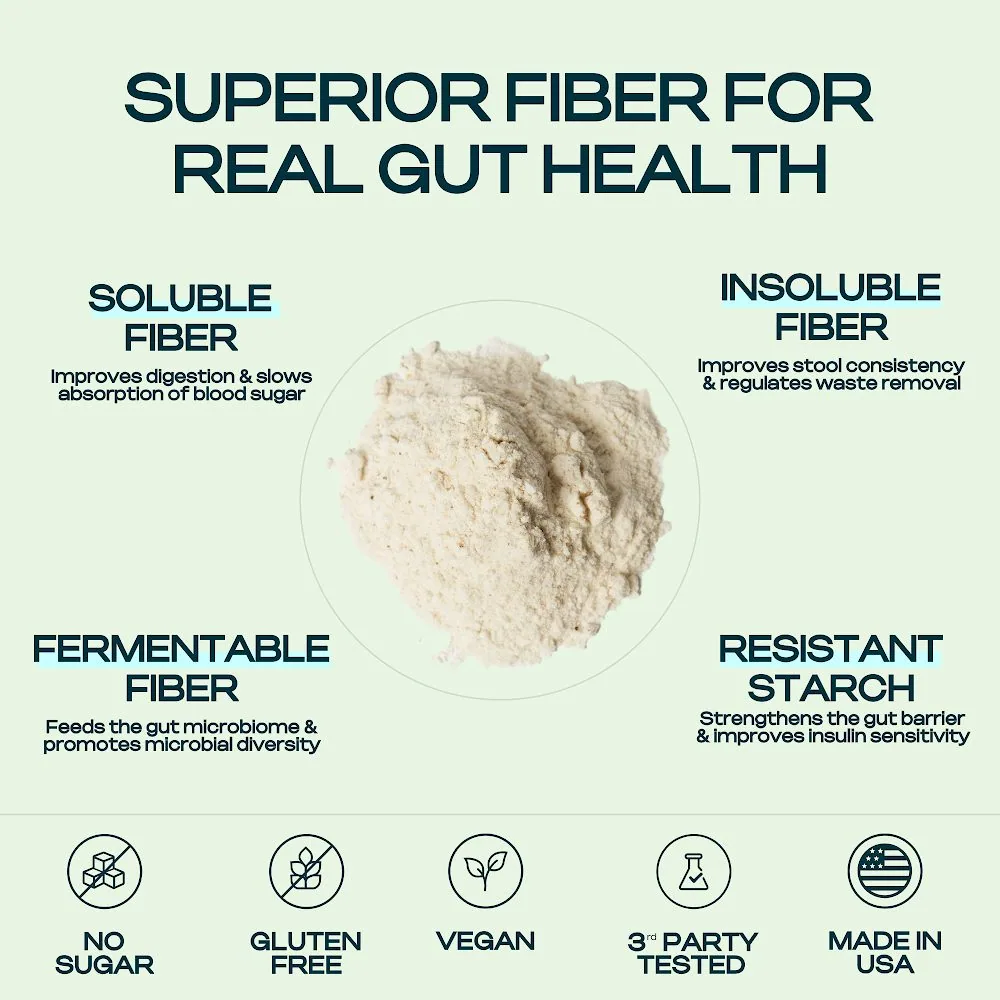 SUPERIOR FIBER FOR
REAL GUT HEALTH
SOLUBLE
FIBER
Improves digestion & slows
absorption of blood sugar
INSOLUBLE
FIBER
Improves stool consistency
& regulates waste removal
FERMENTABLE
FIBER
Feeds the gut microbiome &
promotes microbial diversity
RESISTANT
STARCH
Strengthens the gut barrier
& improves insulin sensitivity
NO
SUGAR
GLUTEN
FREE
VEGAN
3rd PARTY
TESTED
MADE IN
USA